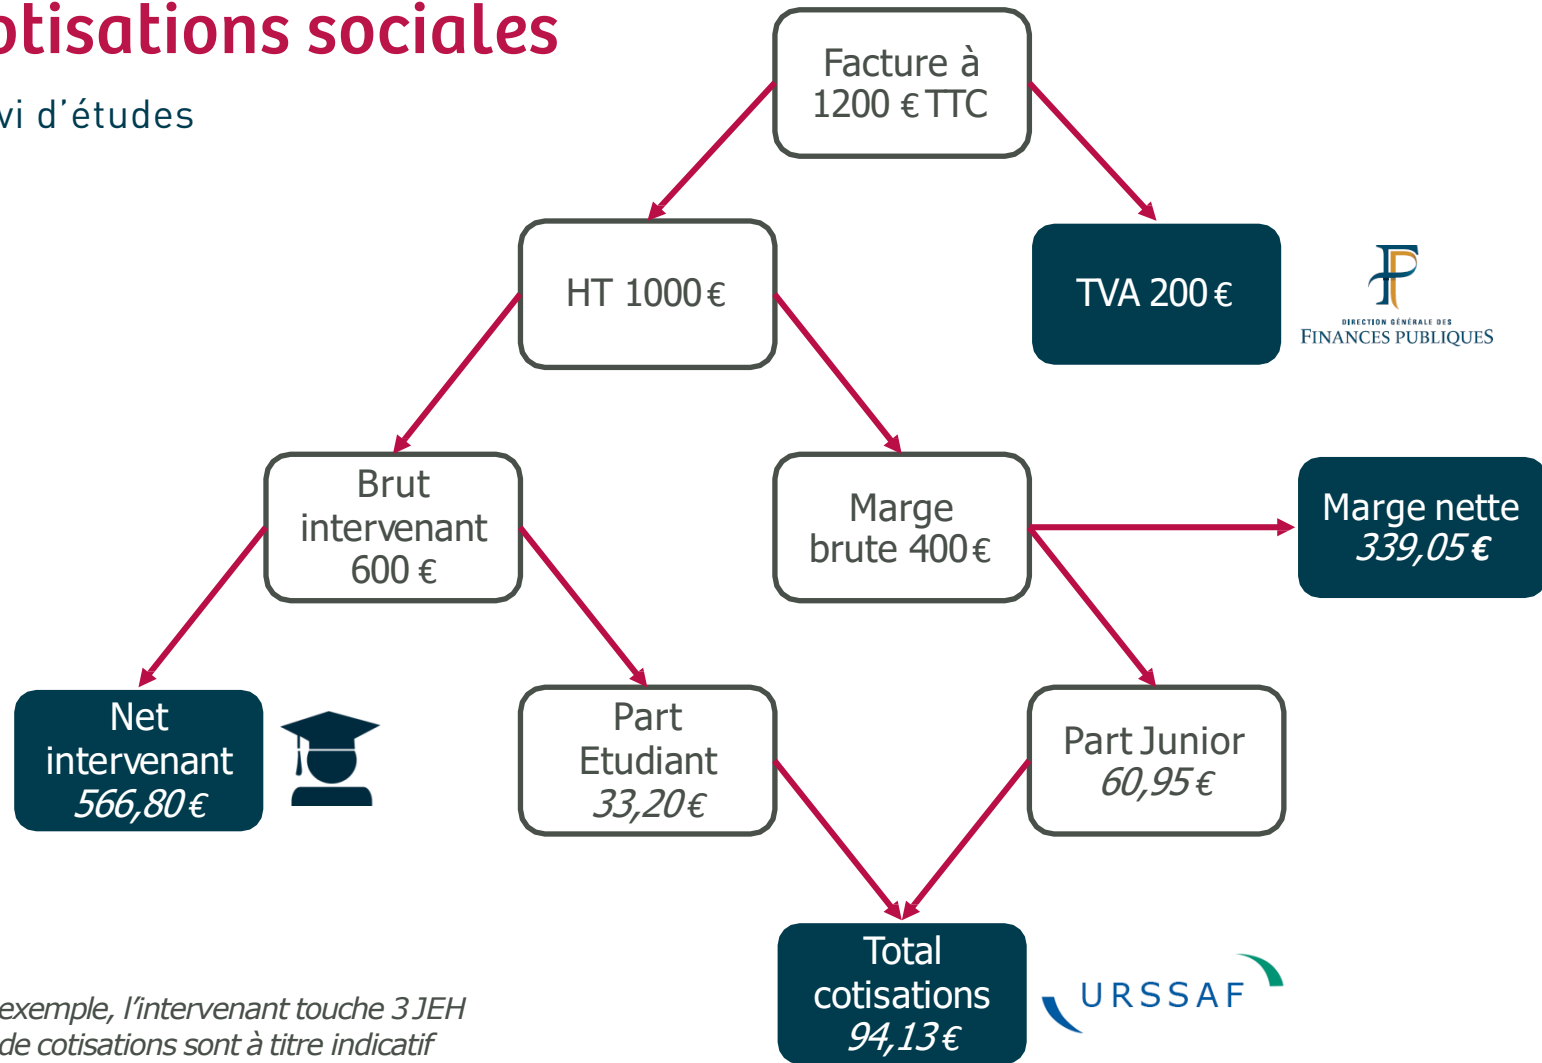 otisations sociales
vi d'études
Facture à
1200 € TTC
HT 1000 €
TVA 200 €
DIRECTION GÉNÉRALE DES
FINANCES PUBLIQUES
Brut
intervenant
600 €
Marge
brute 400 €
Marge nette
339,05 €
Net
intervenant
566,80 €
Part
Etudiant
33,20 €
Part Junior
60,95 €
Total
cotisations
94,13 €
URSSAF
exemple, l'intervenant touche 3 JEH
de cotisations sont à titre indicatif